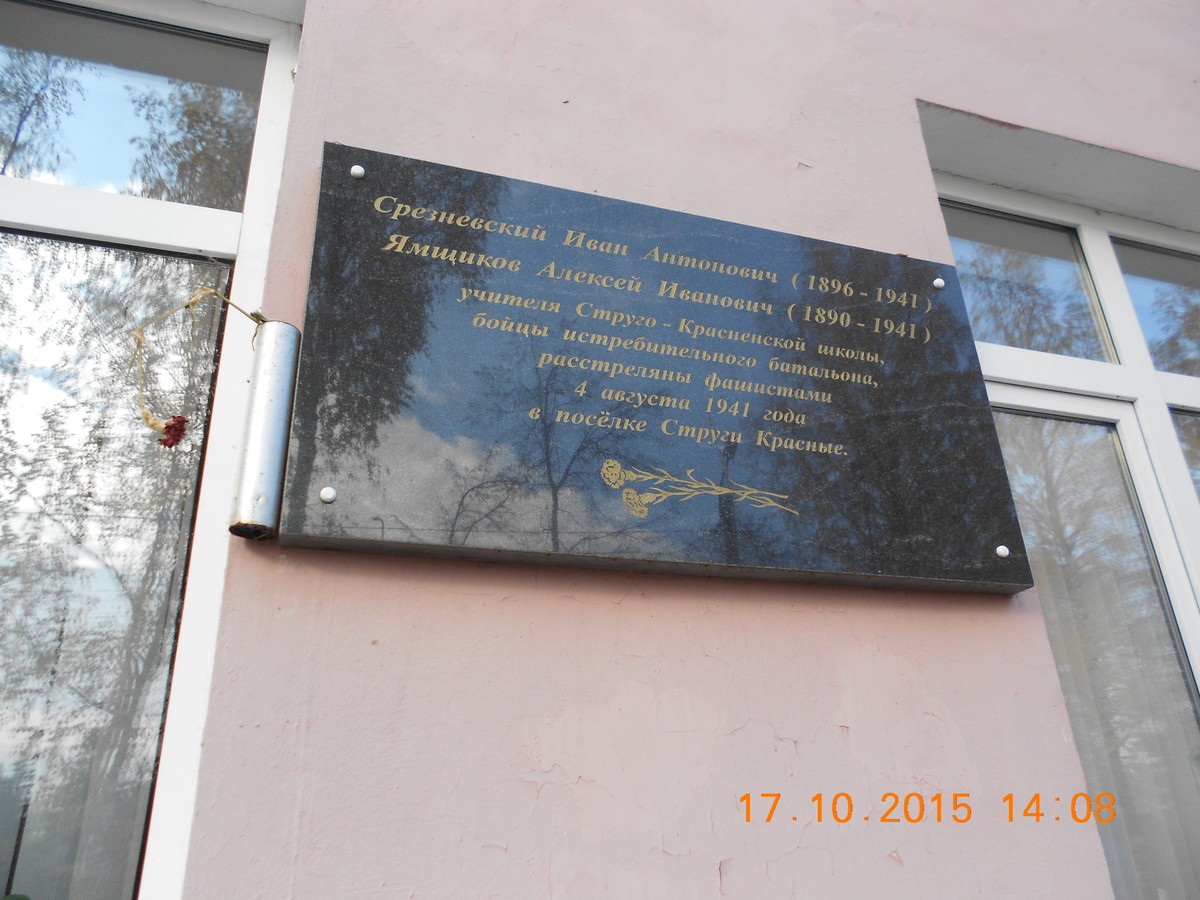 Срезневский Иван Антонович (1896 - 1941)
Ямщиков Алексей Иванович (1890 - 1941)
учителя Струго - Красненской школы,
бойцы истребительного батальона,
расстреляны фашистами
4 августа 1941 года
в посёлке Струги Красные.
17.10.2015 14:08